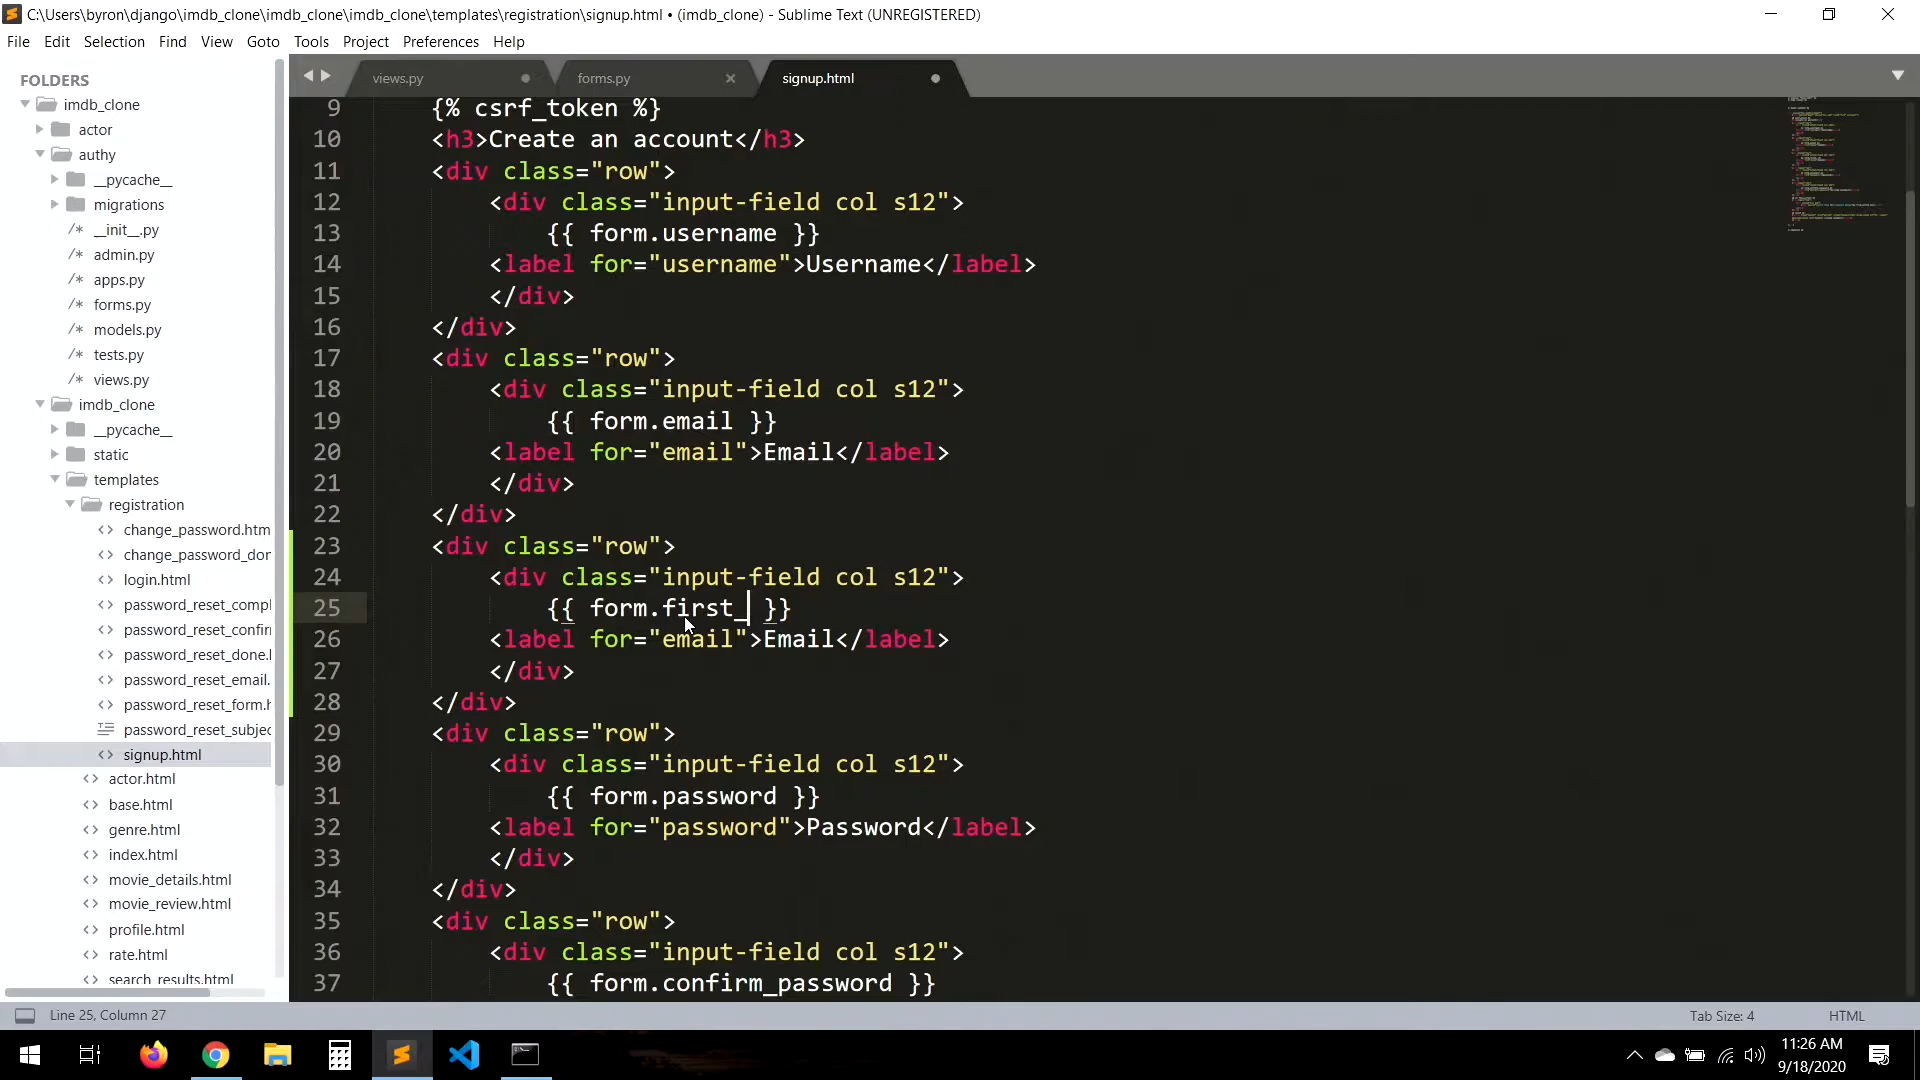 C:\Users\byron\django\imdb_clone\imdb_clone\imdb_clone\templates\registration\signup.html • (imdb_clone) - Sublime Text (UNREGISTERED)
File Edit Selection Find View Goto Tools Project Preferences Help
FOLDERS
imdb_clone
actor
authy
__pycache__
migrations
/* __init__.py
/* admin.py
/* apps.py
/* forms.py
/* models.py
/* tests.py
/* views.py
imdb_clone
__pycache__
static
templates
registration
<> change_password.htm
<> change_password_dor
<> login.html
<> password_reset_compl
<> password_reset_confir
<> password_reset_done.l
<> password_reset_email.
<> password_reset_form.h
password_reset_subjec
<> signup.html
<> actor.html
<> base.html
<> genre.html
<> index.html
<> movie_details.html
<> movie_review.html
<> profile.html
<> rate.html
<> search_results.html
views.py
forms.py
signup.html
9 {% csrf_token %}
10 <h3>Create an account</h3>
11 <div class="row">
12 <div class="input-field col s12">
13 {{ form.username }}
14 <label for="username">Username</label>
15 </div>
16 </div>
17 <div class="row">
18 <div class="input-field col s12">
19 {{ form.email }}
20 <label for="email">Email</label>
21 </div>
22 </div>
23 <div class="row">
24 <div class="input-field col s12">
25 {{ form.first_ }}
26 <label for="email">Email</label>
27 </div>
28 </div>
29 <div class="row">
30 <div class="input-field col s12">
31 {{ form.password }}
32 <label for="password">Password</label>
33 </div>
34 </div>
35 <div class="row">
36 <div class="input-field col s12">
37 {{ form.confirm_password }}
Line 25, Column 27
Tab Size: 4
HTML
11:26 AM
9/18/2020